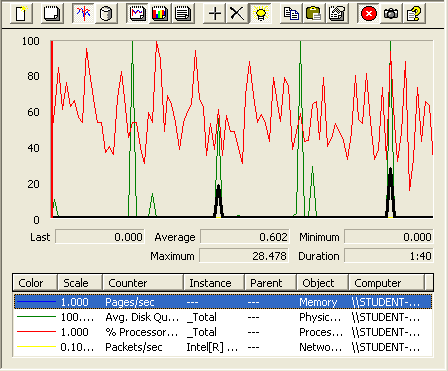 100
80
60
40
20
0
Last 0.000 Average 0.602 Minimum 0.000
Maximum 28.478 Duration 1:40
Color Scale Counter Instance Parent Object Computer
1.000 Pages/sec --- --- Memory \\STUDENT-...
100.... Avg. Disk Qu... _Total --- Physic... \\STUDENT-...
1.000 % Processor... _Total --- Proces... \\STUDENT-...
0.10... Packets/sec Intel[R] ... --- Netwo... \\STUDENT-...